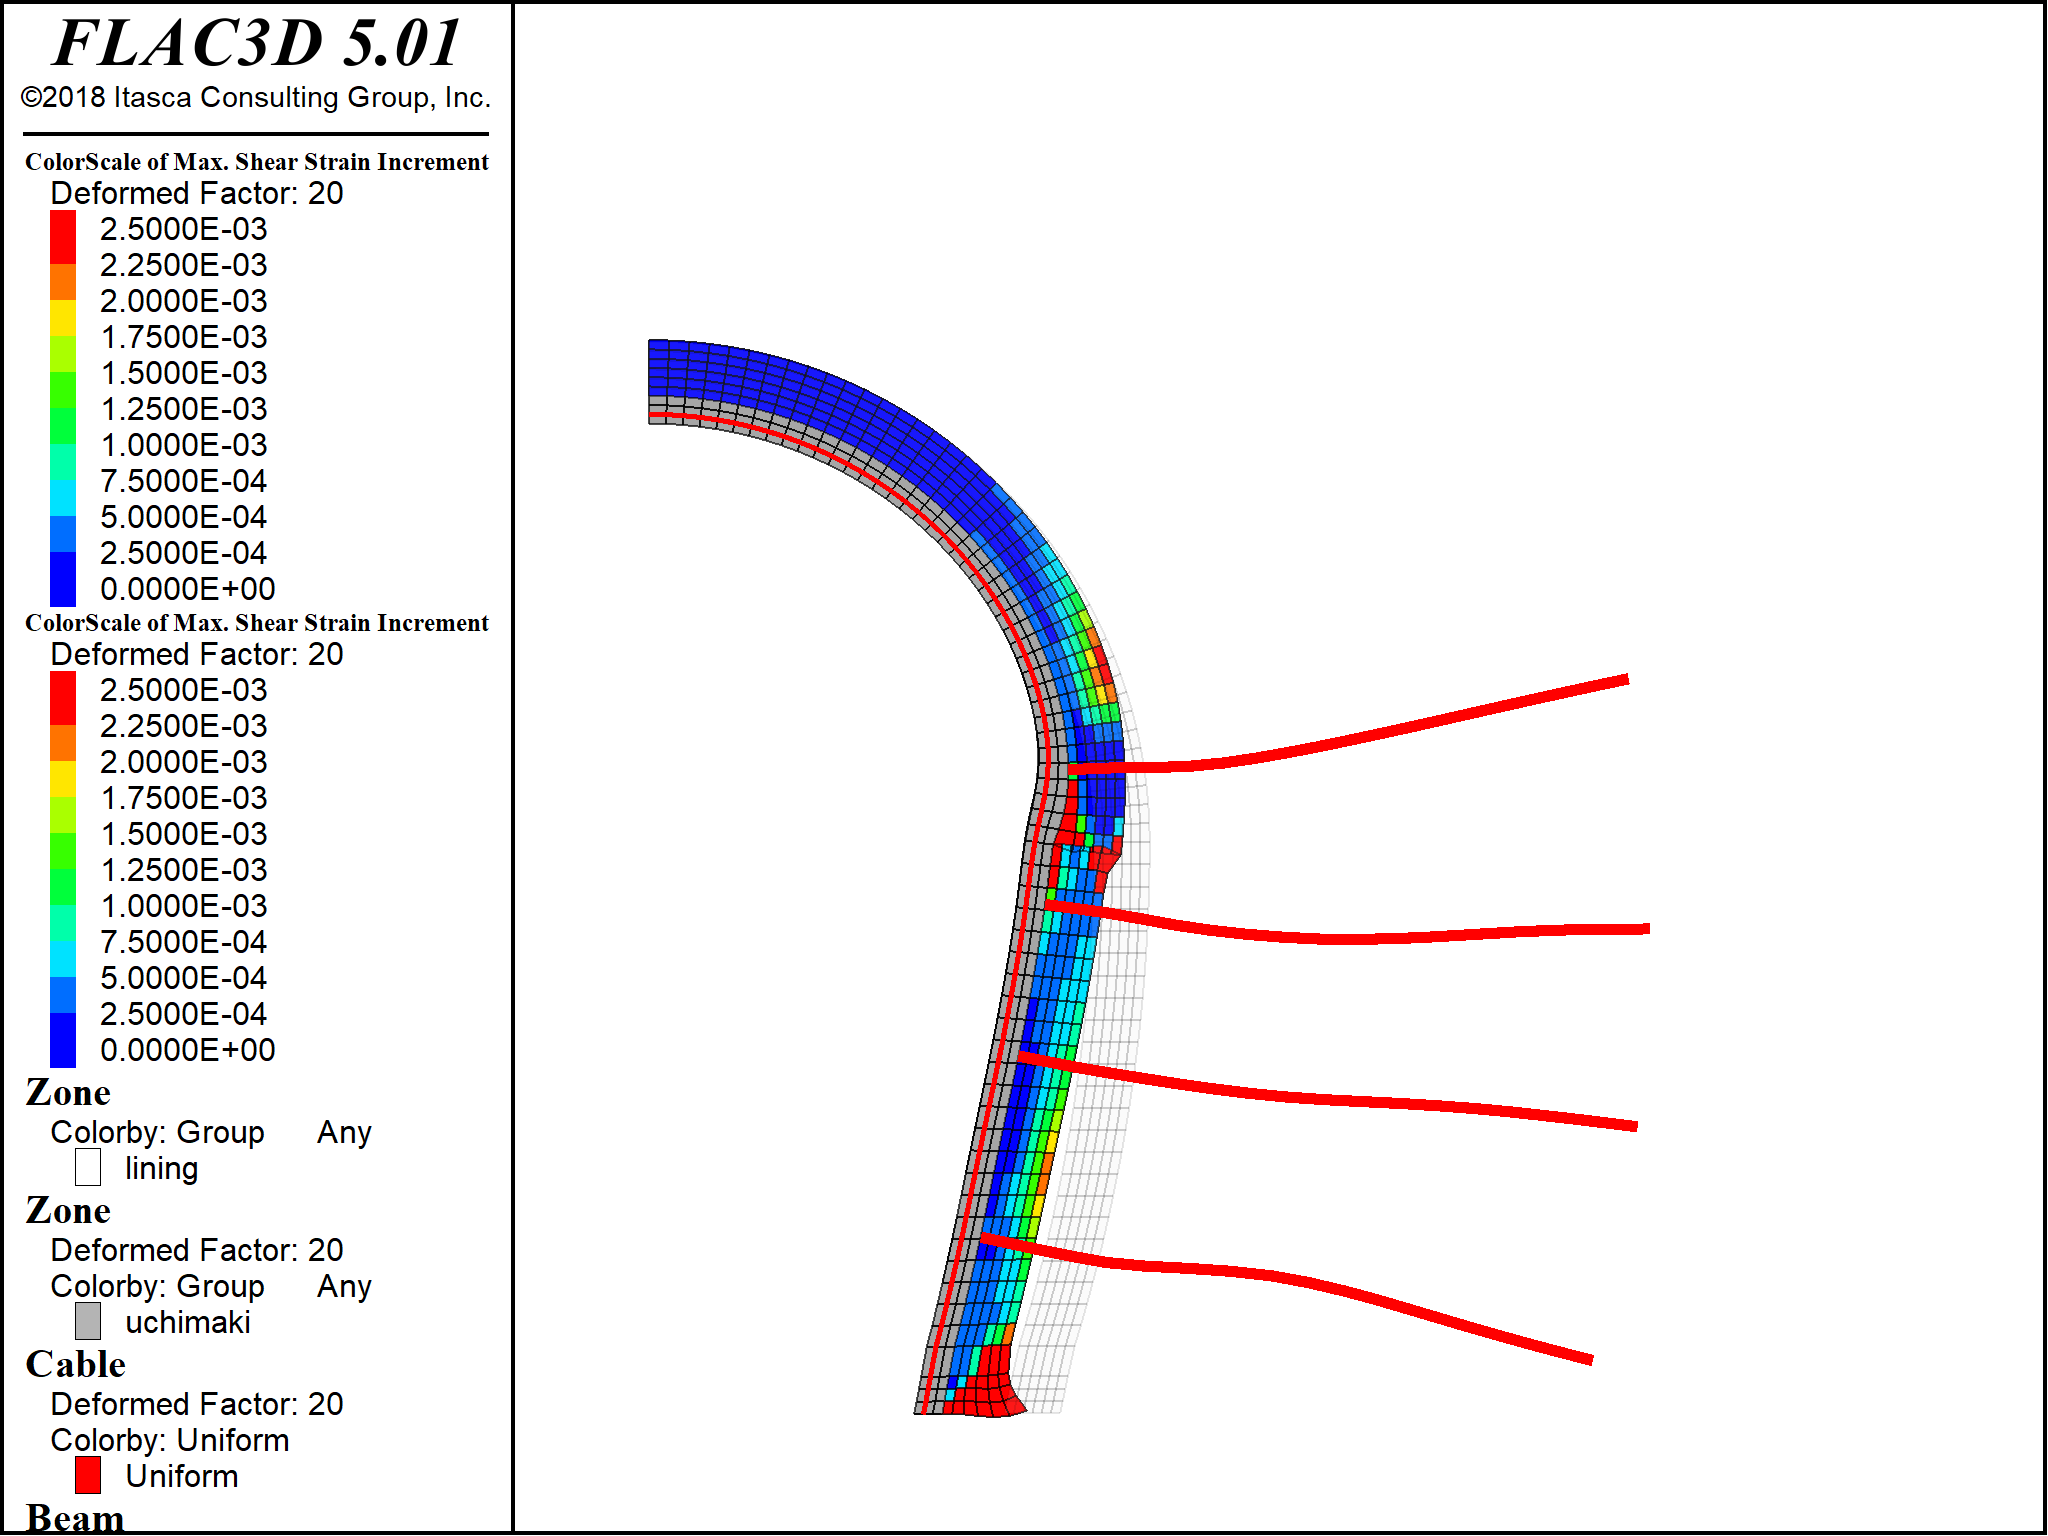 FLAC3D 5.01
©2018 Itasca Consulting Group, Inc.
ColorScale of Max. Shear Strain Increment
Deformed Factor: 20
2.5000E-03
2.2500E-03
2.0000E-03
1.7500E-03
1.5000E-03
1.2500E-03
1.0000E-03
7.5000E-04
5.0000E-04
2.5000E-04
0.0000E+00
ColorScale of Max. Shear Strain Increment
Deformed Factor: 20
2.5000E-03
2.2500E-03
2.0000E-03
1.7500E-03
1.5000E-03
1.2500E-03
1.0000E-03
7.5000E-04
5.0000E-04
2.5000E-04
0.0000E+00
Zone
Colorby: Group Any
lining
Zone
Deformed Factor: 20
Colorby: Group Any
uchimaki
Cable
Deformed Factor: 20
Colorby: Uniform
Uniform
Beam